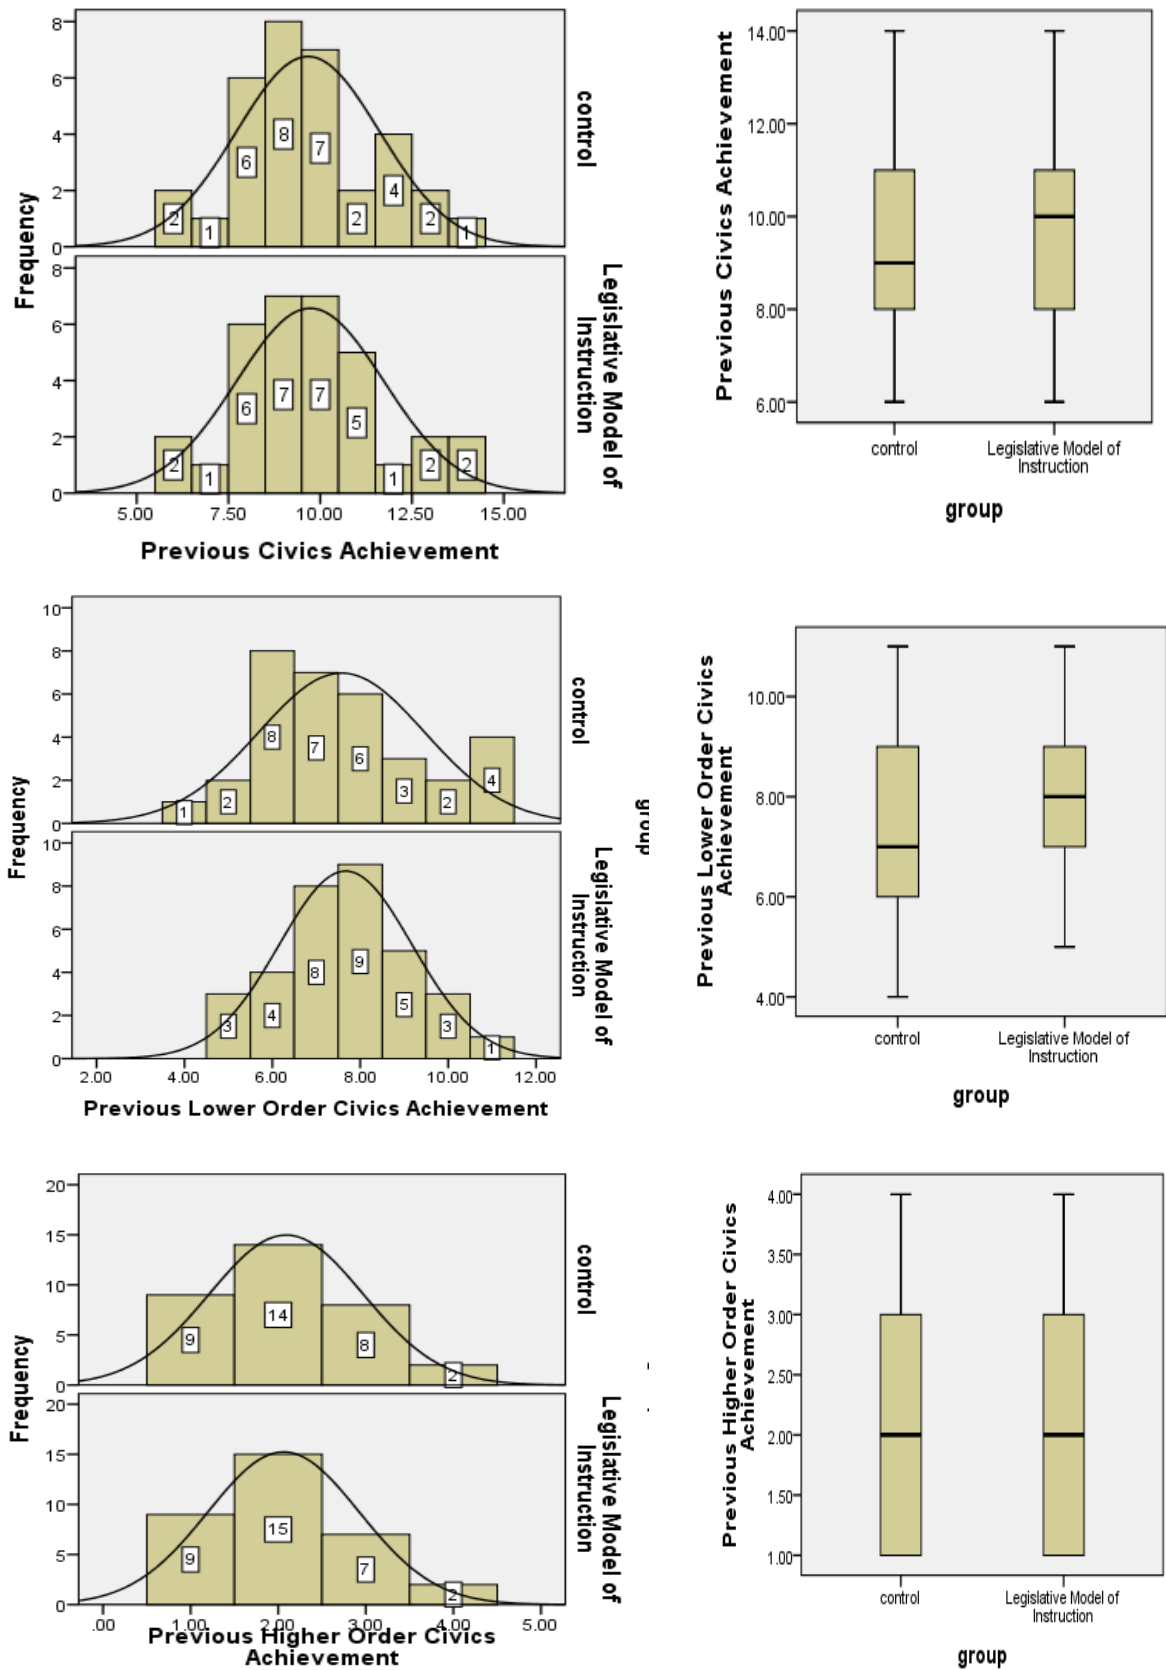 8
6
4
2
0
6
8
7
4
2
1
2
2
1
control
Frequency
8
6
4
2
0
6
7
7
5
2
1
1
2
2
Legislative Model of
Instruction
5.00 7.50 10.00 12.50 15.00
Previous Civics Achievement
Previous Civics Achievement
14.00
12.00
10.00
8.00
6.00
control
Legislative Model of
Instruction
group
10
8
6
4
2
0
8
7
6
4
3
2
2
1
control
Frequency
group
10
8
6
4
2
0
3
4
8
9
5
3
1
Legislative Model of
Instruction
2.00 4.00 6.00 8.00 10.00 12.00
Previous Lower Order Civics Achievement
Previous Lower Order Civics
Achievement
10.00
8.00
6.00
4.00
control
Legislative Model of
Instruction
group
20
15
10
5
0
9
14
8
2
control
Frequency
20
15
10
5
0
9
15
7
2
Legislative Model of
Instruction
.00 1.00 2.00 3.00 4.00 5.00
Previous Higher Order Civics
Achievement
Previous Higher Order Civics
Achievement
4.00
3.50
3.00
2.50
2.00
1.50
1.00
control
Legislative Model of
Instruction
group